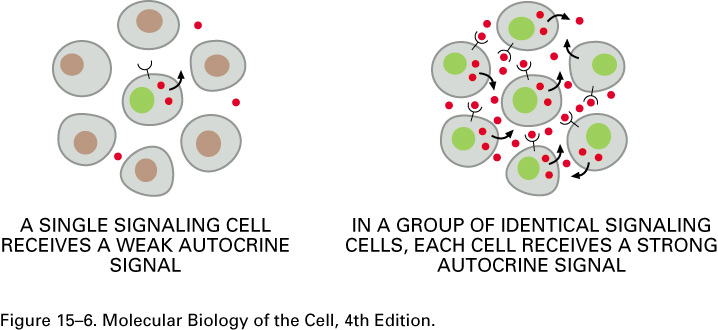 A SINGLE SIGNALING CELL
RECEIVES A WEAK AUTOCRINE
SIGNAL
IN A GROUP OF IDENTICAL SIGNALING
CELLS, EACH CELL RECEIVES A STRONG
AUTOCRINE SIGNAL
Figure 15–6. Molecular Biology of the Cell, 4th Edition.